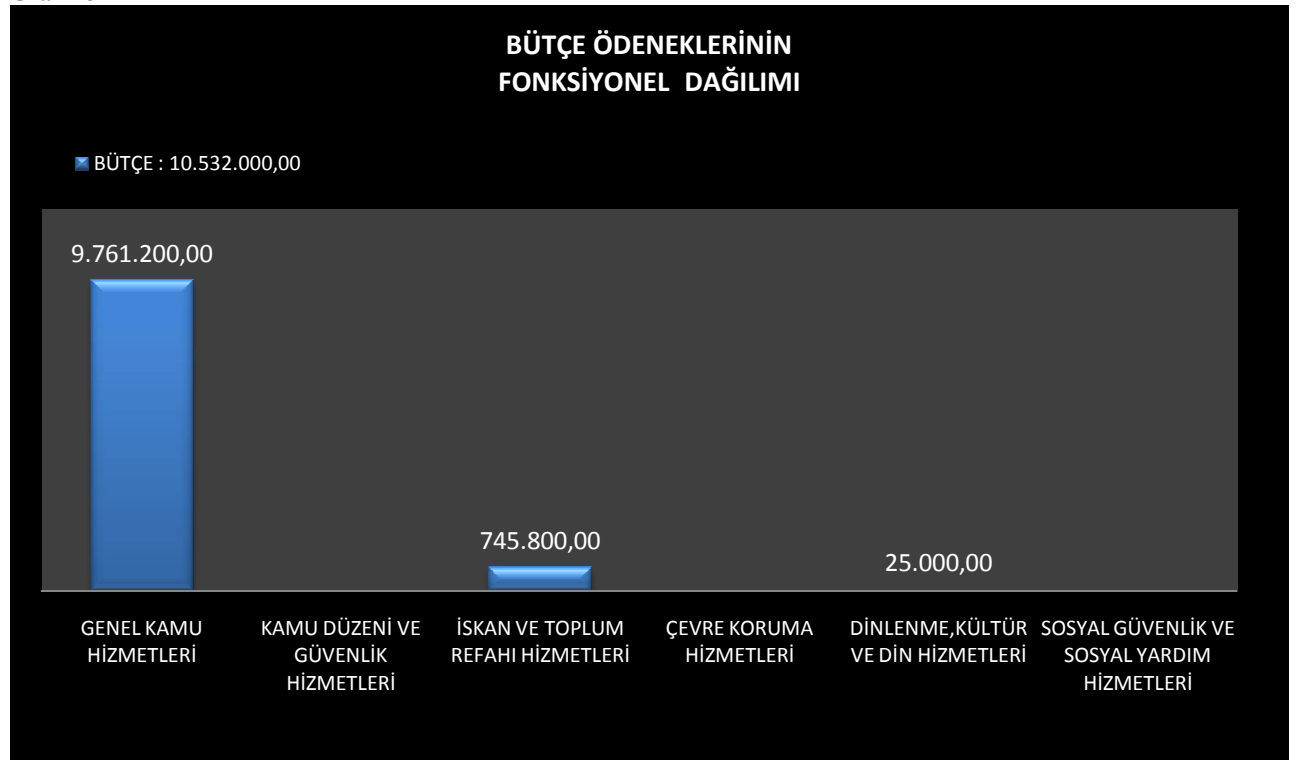 BÜTÇE ÖDENEKLERİNİN
FONKSİYONEL DAĞILIMI
BÜTÇE : 10.532.000,00
9.761.200,00
745.800,00
25.000,00
GENEL KAMU
HİZMETLERİ
KAMU DÜZENİ VE
GÜVENLİK
HİZMETLERİ
İSKAN VE TOPLUM
REFAHI HİZMETLERİ
ÇEVRE KORUMA
HİZMETLERİ
DİNLENME,KÜLTÜR
VE DİN HİZMETLERİ
SOSYAL GÜVENLİK VE
SOSYAL YARDIM
HİZMETLERİ